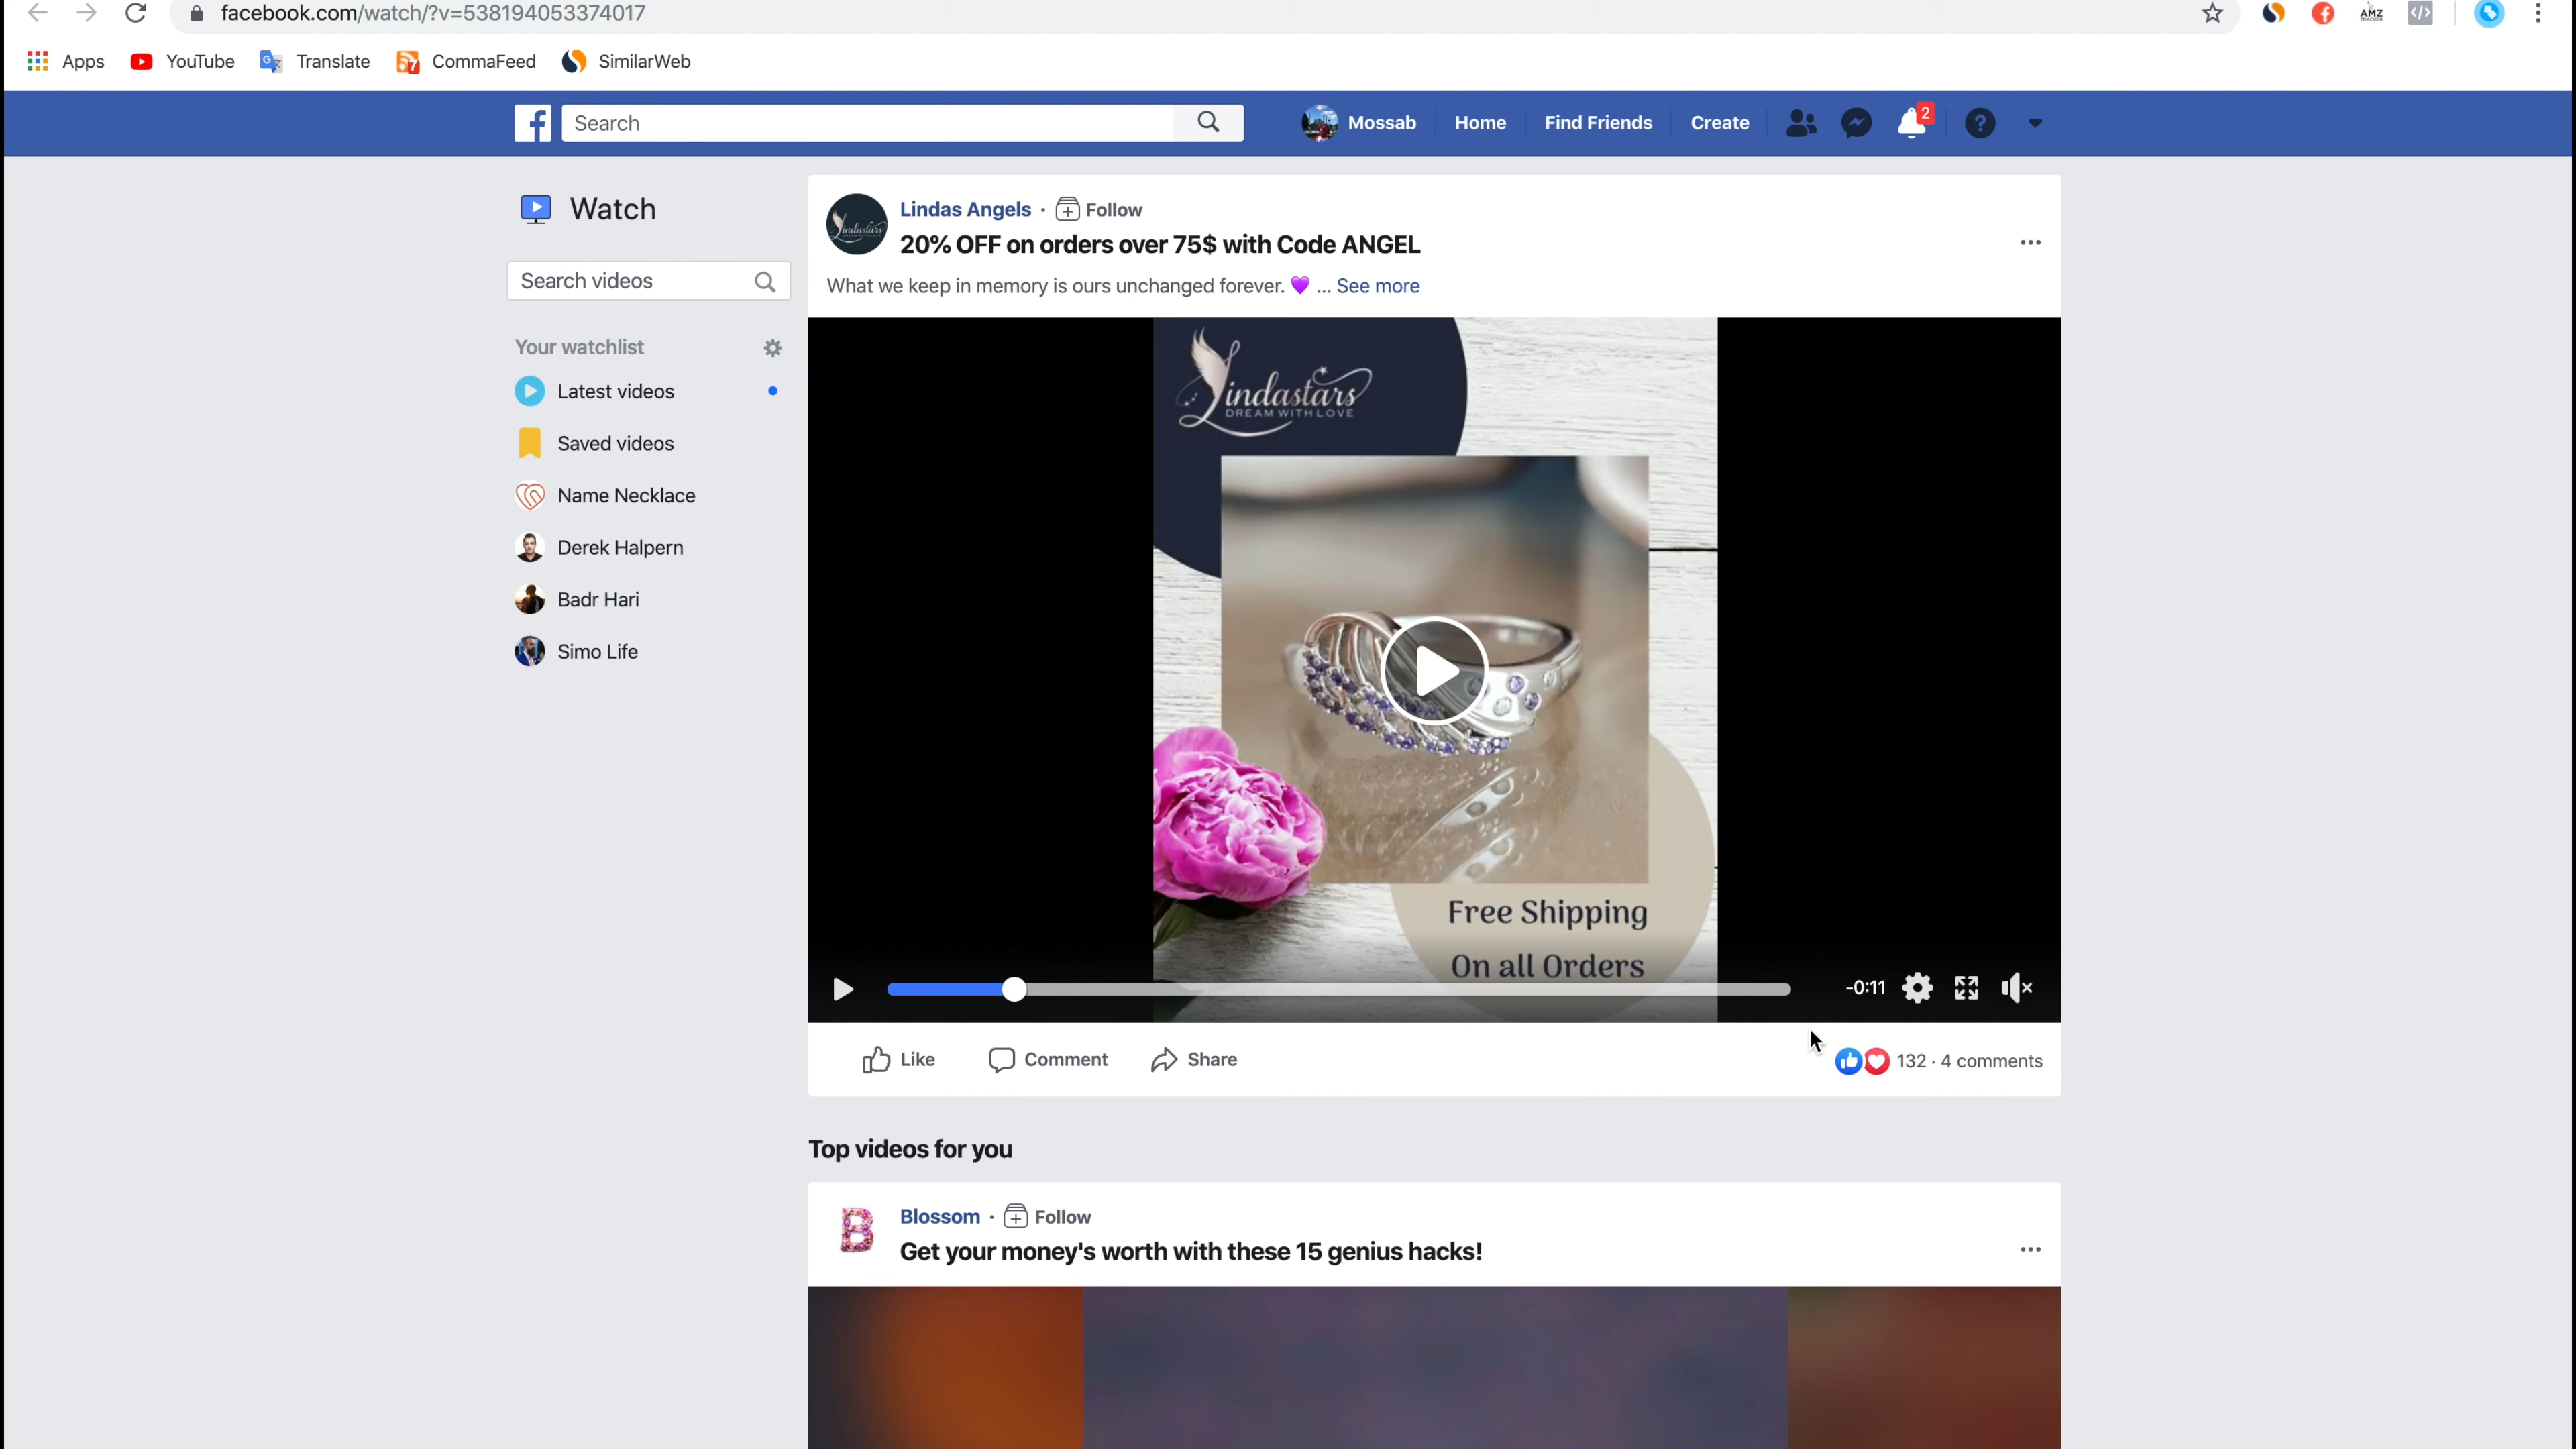 facebook.com/watch/?v=538194053374017
AMZ
TRACKER
Apps
YouTube
Translate
CommaFeed
SimilarWeb
Search
Mossab
Home
Find Friends
Create
2
Watch
Search videos
Your watchlist
Latest videos
Saved videos
Name Necklace
Derek Halpern
Badr Hari
Simo Life
Lindastars
Lindas Angels · Follow
20% OFF on orders over 75$ with Code ANGEL
What we keep in memory is ours unchanged forever. 💜 ... See more
Lindastars
DREAM WITH LOVE
Free Shipping
On all Orders
-0:11
Like
Comment
Share
132 · 4 comments
Top videos for you
B
Blossom · Follow
Get your money's worth with these 15 genius hacks!